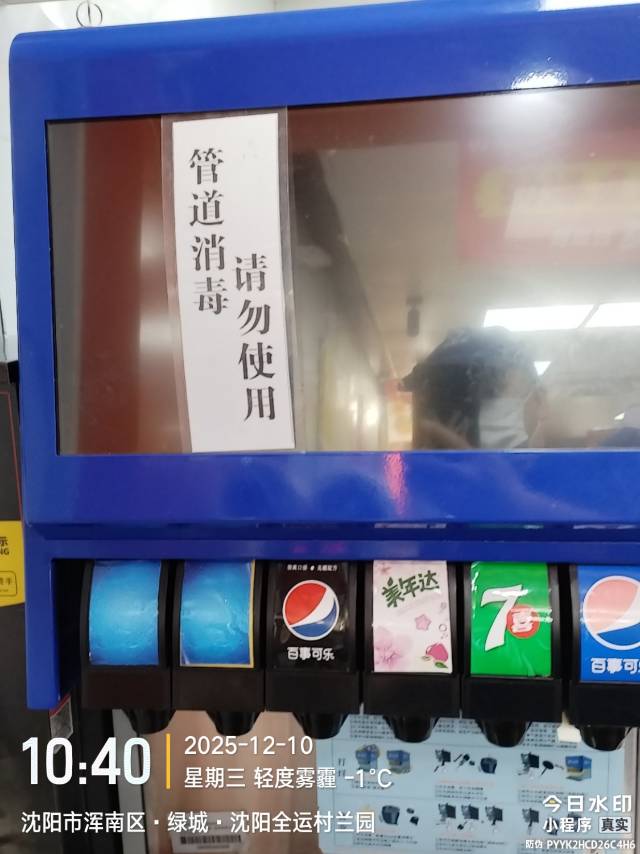 管道消毒
请勿使用
百事可乐
美年达
7喜
百事可乐
10:40
2025-12-10
星期三 轻度雾霾 -1℃
沈阳市浑南区·绿城·沈阳全运村兰园
今日水印
小程序 真实
防伪 PYYK2HCD26C4H6